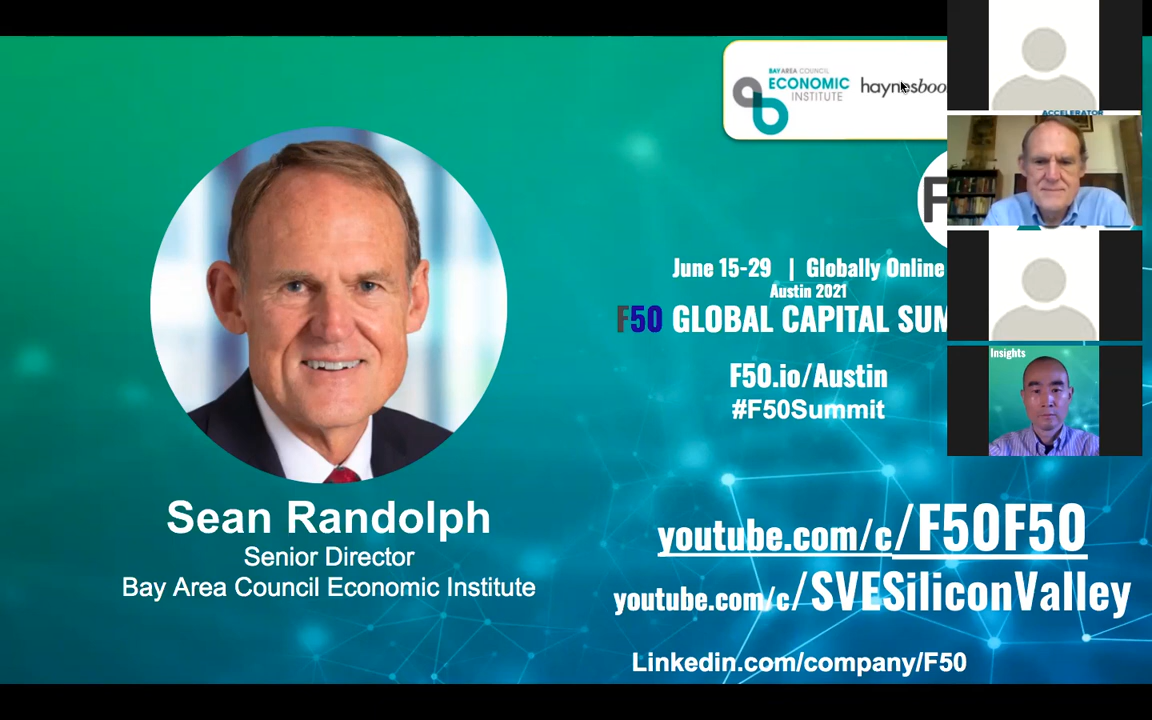 BAY AREA COUNCIL
ECONOMIC
INSTITUTE
haynesboo
ACCELERATOR
June 15-29 | Globally Online
Austin 2021
F50 GLOBAL CAPITAL SUM
F50.io/Austin
#F50Summit
Insights
Sean Randolph
Senior Director
Bay Area Council Economic Institute
youtube.com/c/F50F50
youtube.com/c/SVESiliconValley
Linkedin.com/company/F50